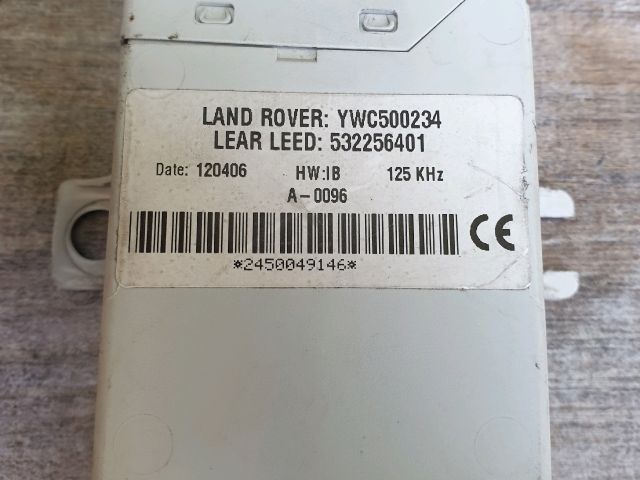 LAND ROVER: YWC500234
LEAR LEED: 532256401
Date: 120406 HW:IB 125 KHz
A-0096
CE
*2450049146*